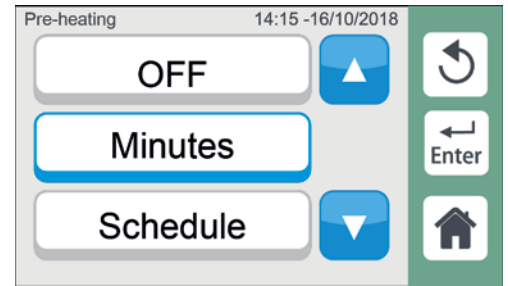 Pre-heating 14:15 -16/10/2018
OFF
Minutes
Enter
Schedule